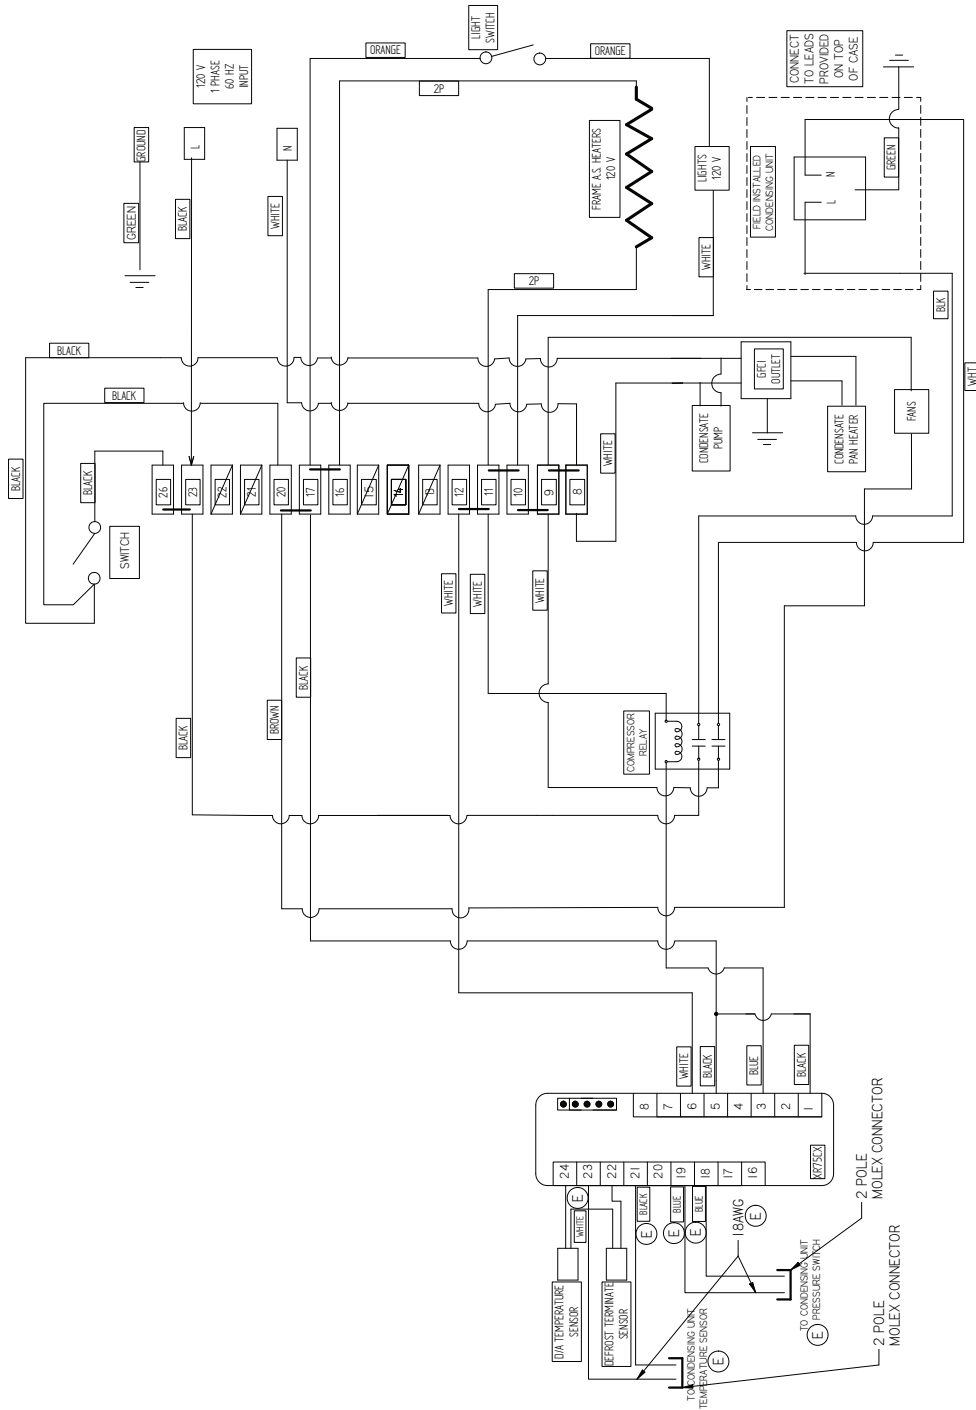 120 V
1 PHASE
60 HZ
INPUT
GROUND
L
N
GREEN
BLACK
WHITE
ORANGE
LIGHT
SWITCH
ORANGE
2P
FRAME A.S. HEATERS
120 V
LIGHTS
120 V
2P
WHITE
CONNECT
TO LEADS
PROVIDED
ON TOP
OF CASE
FIELD INSTALLED
CONDENSING UNIT
L
N
GREEN
BLK
WHT
BLACK
BLACK
BLACK
BLACK
SWITCH
26
23
22
21
20
17
16
15
14
12
11
10
9
8
WHITE
CONDENSATE
PUMP
GFCI
OUTLET
CONDENSATE
PAN HEATER
FANS
WHITE
WHITE
WHITE
BLACK
BROWN
BLACK
COMPRESSOR
RELAY
WHITE
BLACK
BLUE
BLACK
8
7
6
5
4
3
2
1
XR75CX
24
23
22
21
20
19
18
17
16
E
WHITE
BLACK
BLUE
BLUE
E
E
E
18AWG
E
D/A TEMPERATURE
SENSOR
DEFROST TERMINATE
SENSOR
TO CONDENSING UNIT
TEMPERATURE SENSOR
E
TO CONDENSING UNIT
PRESSURE SWITCH
E
2 POLE
MOLEX CONNECTOR
2 POLE
MOLEX CONNECTOR